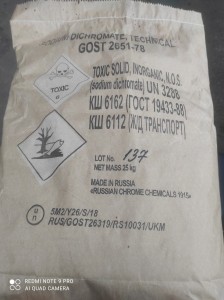 DICHROMATE, TECHNICAL
GOST 2651-78
TOXIC SOLID, INORGANIC, N.O.S.
(sodium dichromate) UN 3288
КШ 6162 (ГОСТ 19433-88)
КШ 6112 (Ж/Д ТРАНСПОРТ)
TOXIC
6
LOT No. 137
NET MASS 25 kg
MADE IN RUSSIA
«RUSSIAN CHROME CHEMICALS 1915»
u
n
5M2/Y26/S/18
RUS/GOST26319/RS10031/UKM
REDMI NOTE 9 PRO
AI QUAD CAMERA